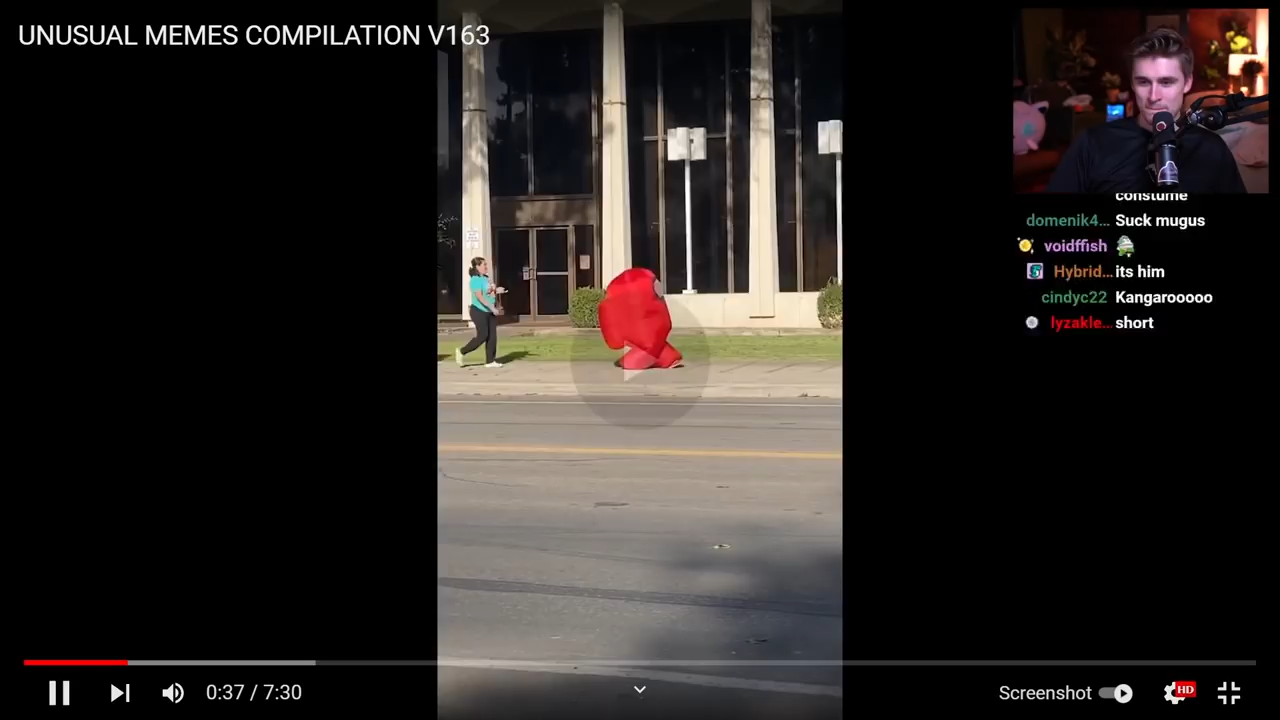 UNUSUAL MEMES COMPILATION V163
constume
domenik4... Suck mugus
voidffish
Hybrid... its him
cindyc22 Kangarooooo
lyzakle... short
0:37 / 7:30
Screenshot
HD